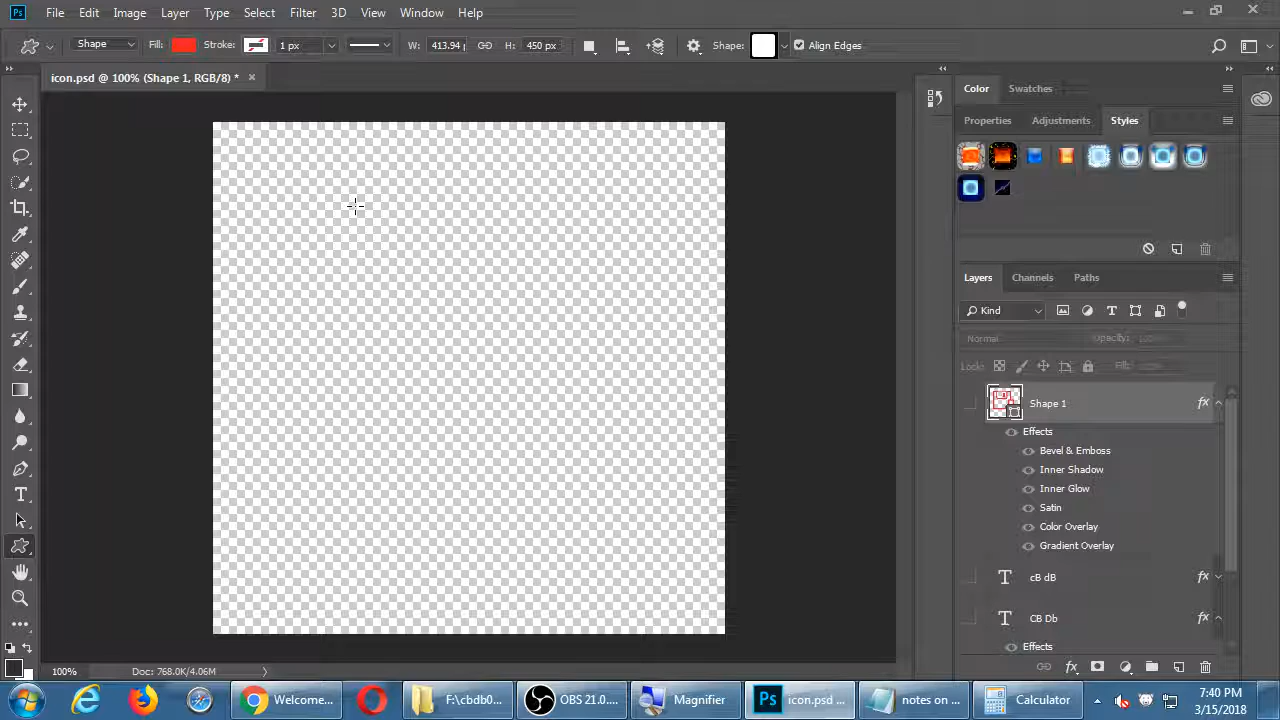 Ps File Edit Image Layer Type Select Filter 3D View Window Help
Shape Fill: Stroke: 1 px W: 413.94 H: 450 px Shape: Align Edges
icon.psd @ 100% (Shape 1, RGB/8) *
Color Swatches
Properties Adjustments Styles
Layers Channels Paths
Kind
Normal Opacity: 100%
Lock: Fill:
Shape 1 fx
Effects
Bevel & Emboss
Inner Shadow
Inner Glow
Satin
Color Overlay
Gradient Overlay
T cB dB fx
T CB Db fx
Effects
100% Doc: 768.0K/4.06M
Welcome... F:\cbdb0... OBS 21.0.... Magnifier Ps icon.psd ... notes on ... Calculator
7:40 PM
3/15/2018